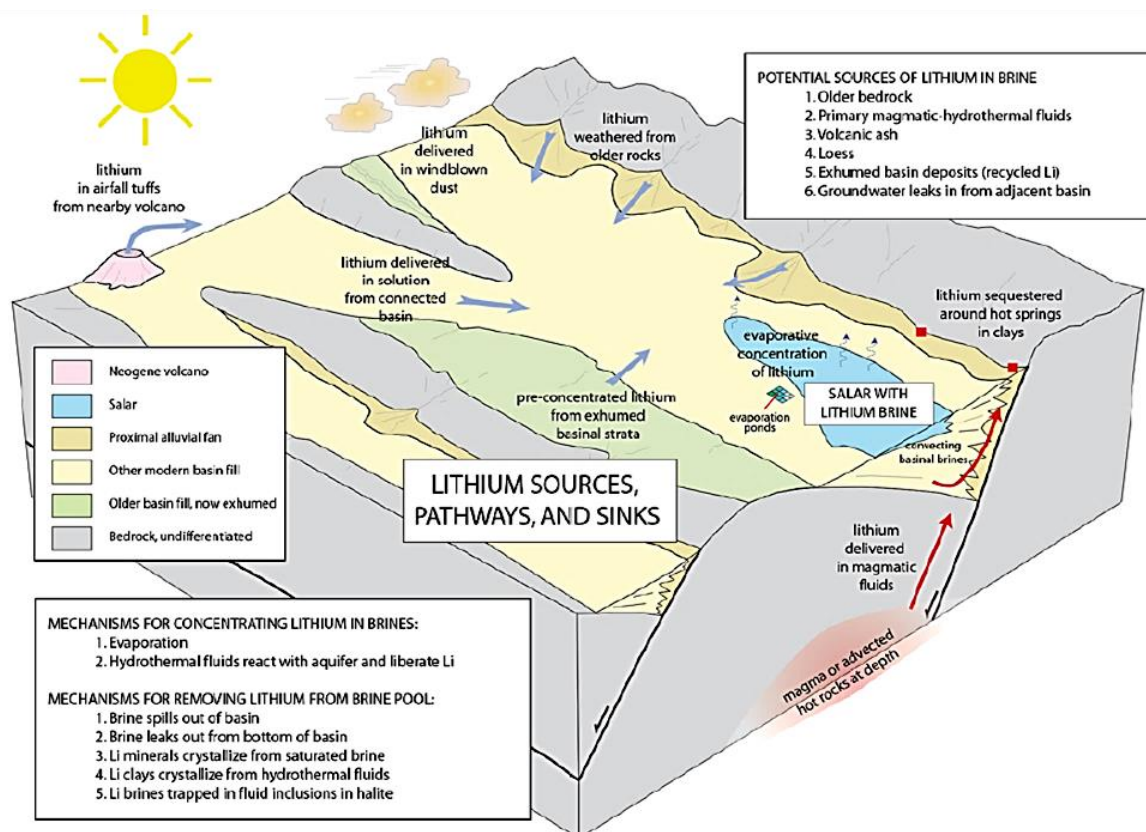 POTENTIAL SOURCES OF LITHIUM IN BRINE
1. Older bedrock
2. Primary magmatic-hydrothermal fluids
3. Volcanic ash
4. Loess
5. Exhumed basin deposits (recycled Li)
6. Groundwater leaks in from adjacent basin
lithium
delivered
in windblown
dust
lithium
weathered from
older rocks
lithium
in airfall tuffs
from nearby volcano
lithium delivered
in solution
from connected
basin
lithium sequestered
around hot springs
in clays
evaporative
concentration
of lithium
SALAR WITH
LITHIUM BRINE
evaporation
ponds
convecting
basinal brines
pre-concentrated lithium
from exhumed
basinal strata
Neogene volcano
Salar
Proximal alluvial fan
Other modern basin fill
Older basin fill, now exhumed
Bedrock, undifferentiated
LITHIUM SOURCES,
PATHWAYS, AND SINKS
lithium
delivered
in magmatic
fluids
magma or advected
hot rocks at depth
MECHANISMS FOR CONCENTRATING LITHIUM IN BRINES:
1. Evaporation
2. Hydrothermal fluids react with aquifer and liberate Li
MECHANISMS FOR REMOVING LITHIUM FROM BRINE POOL:
1. Brine spills out of basin
2. Brine leaks out from bottom of basin
3. Li minerals crystallize from saturated brine
4. Li clays crystallize from hydrothermal fluids
5. Li brines trapped in fluid inclusions in halite